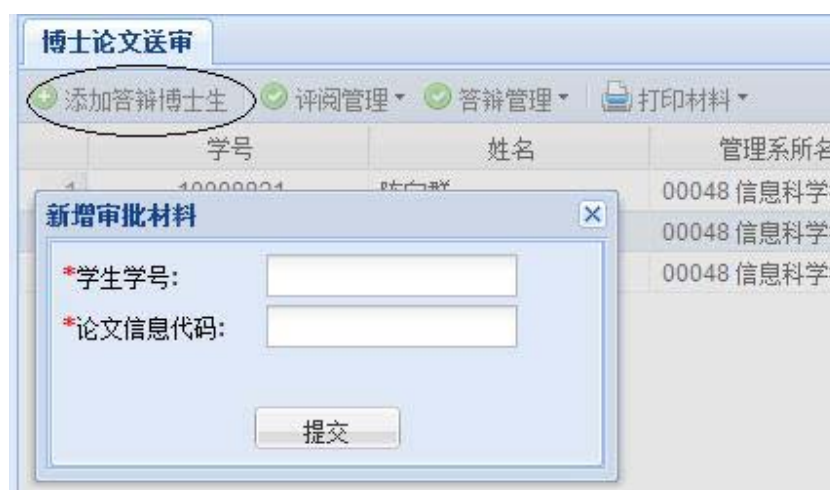 博士论文送审
添加答辩博士生 评阅管理 答辩管理 打印材料
学号 姓名 管理系所名
00048 信息科学
新增审批材料
00048 信息科学
*学生学号:
00048 信息科学
*论文信息代码:
提交